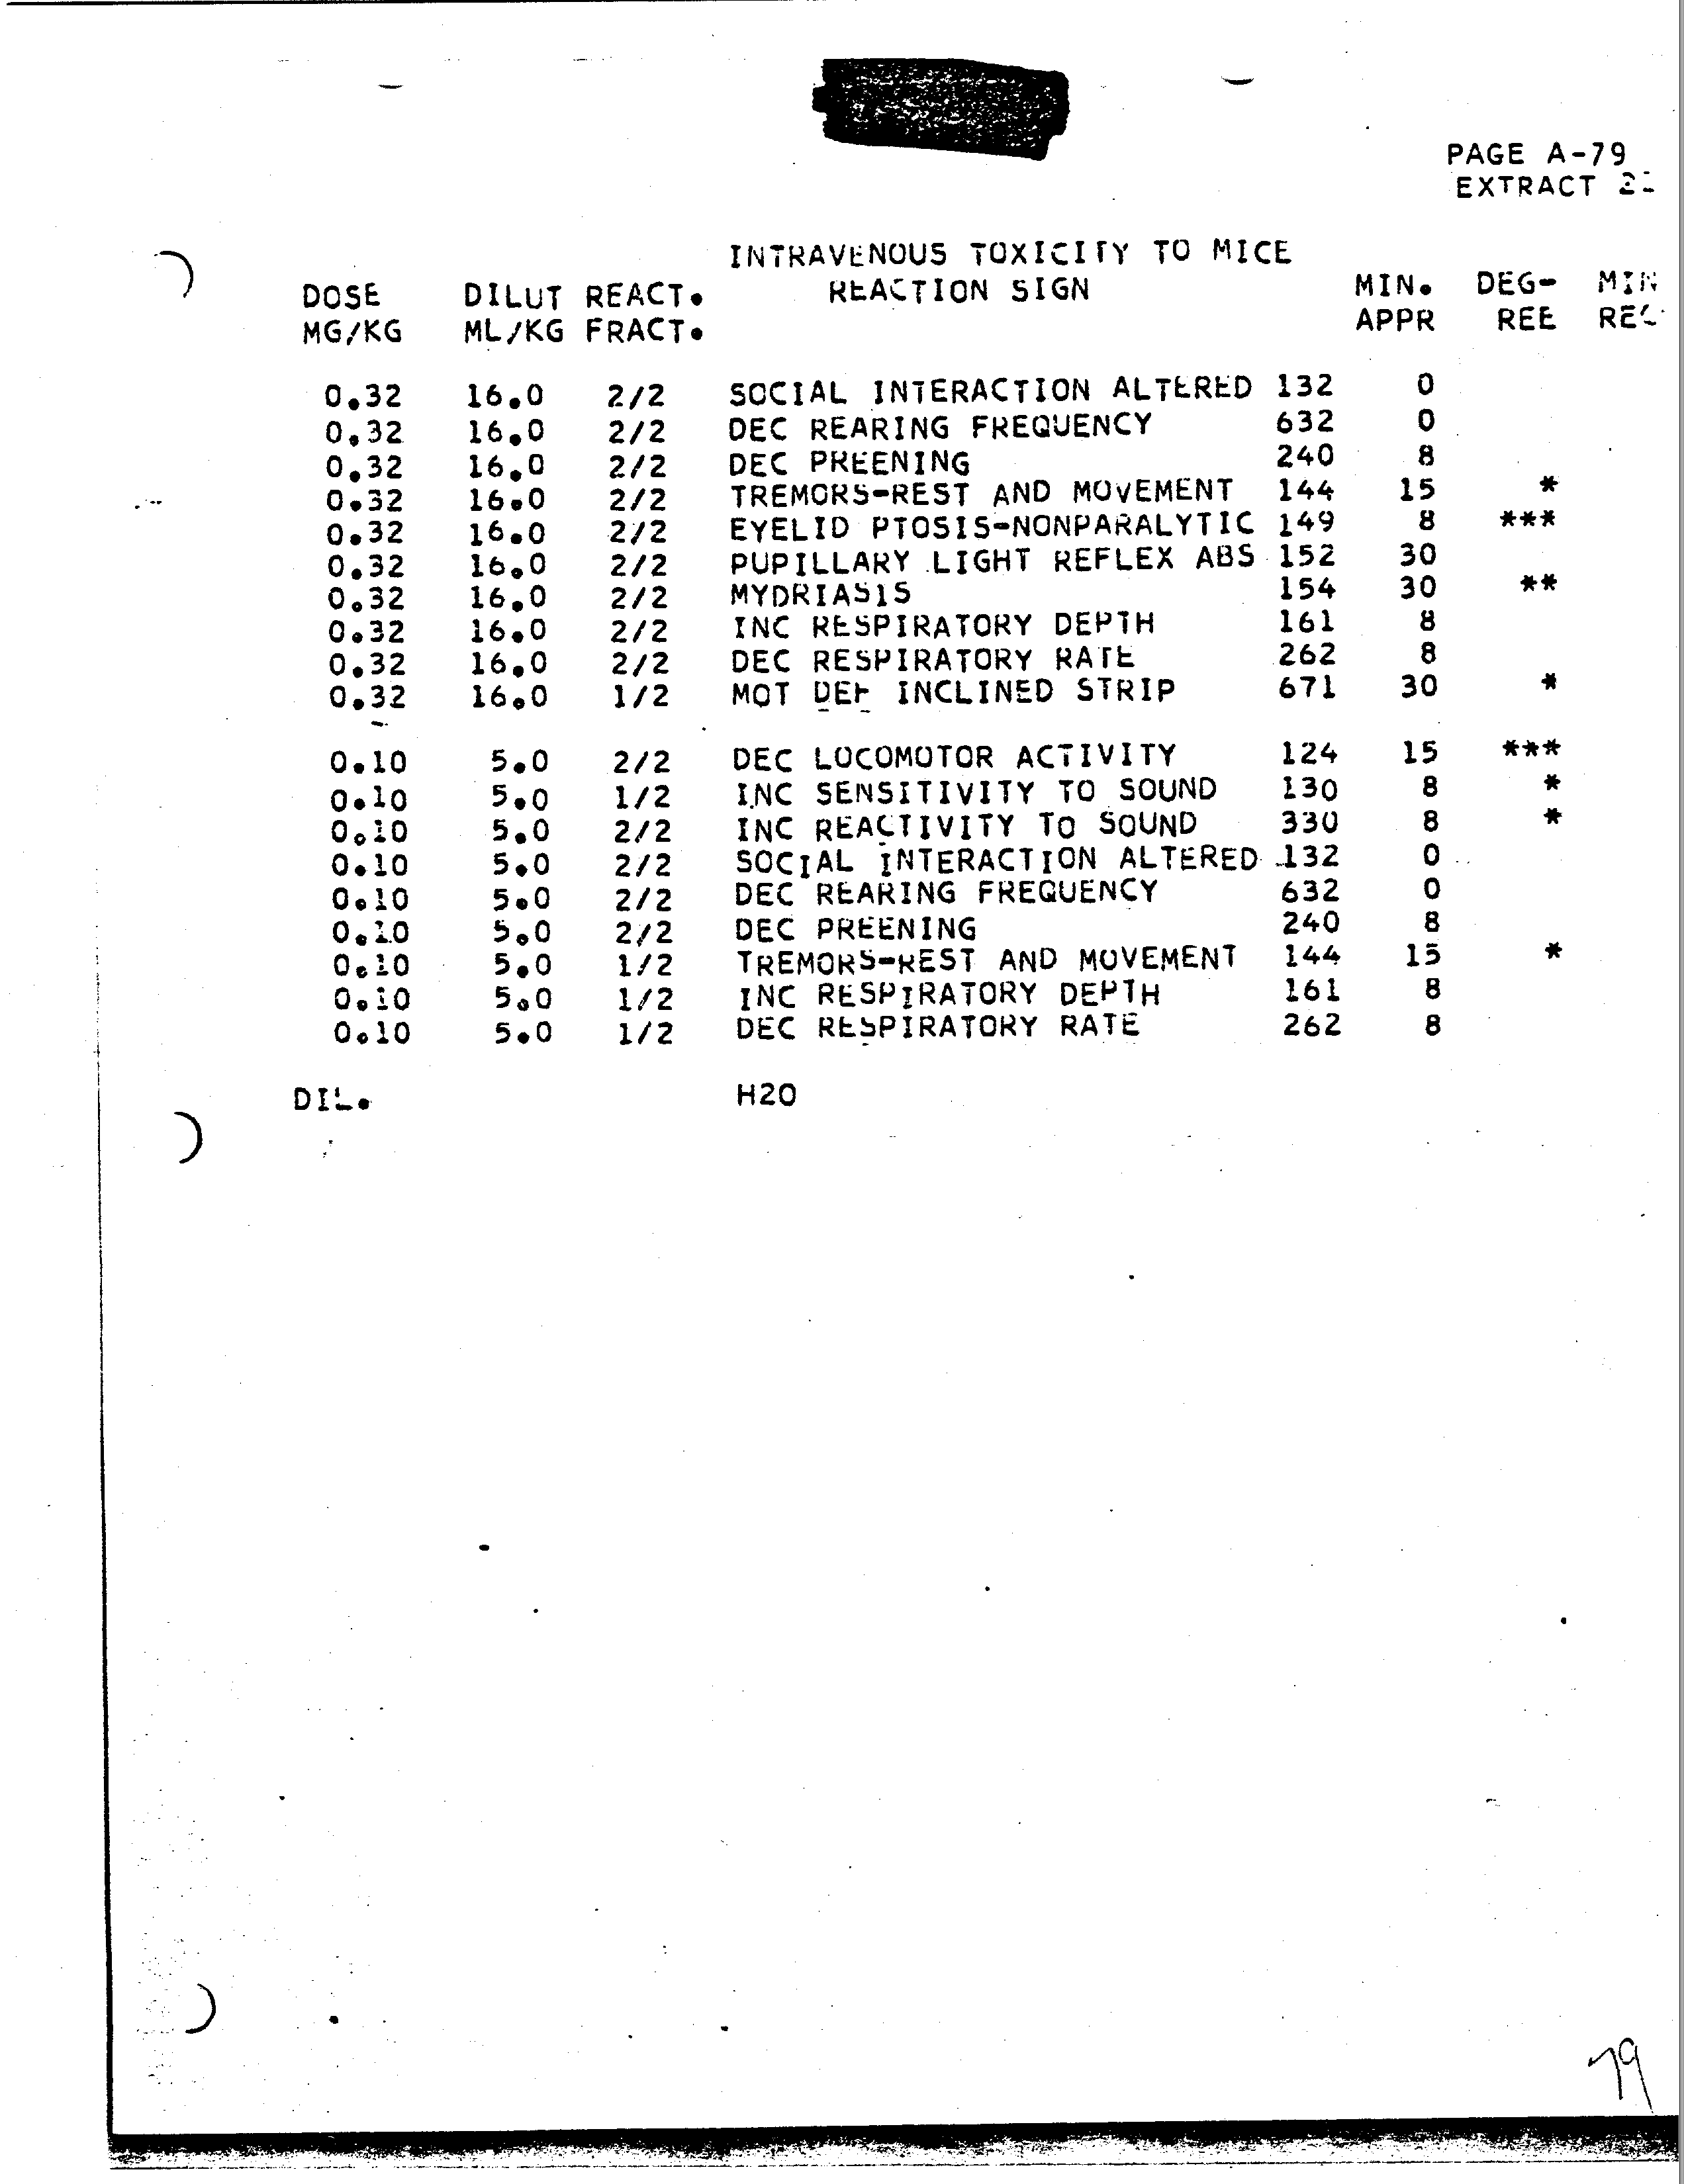 PAGE A-79
EXTRACT
INTRAVENOUS TOXICITY TO MICE
DOSE DILUT REACT. REACTION SIGN MIN. DEG- MIN
MG/KG ML/KG FRACT. APPR REE REC
0.32 16.0 2/2 SOCIAL INTERACTION ALTERED 132 0
0.32 16.0 2/2 DEC REARING FREQUENCY 632 0
0.32 16.0 2/2 DEC PREENING 240 8
0.32 16.0 2/2 TREMORS-REST AND MOVEMENT 144 15 *
0.32 16.0 2/2 EYELID PTOSIS-NONPARALYTIC 149 8 ***
0.32 16.0 2/2 PUPILLARY LIGHT REFLEX ABS 152 30
0.32 16.0 2/2 MYDRIASIS 154 30 **
0.32 16.0 2/2 INC RESPIRATORY DEPTH 161 8
0.32 16.0 2/2 DEC RESPIRATORY RATE 262 8
0.32 16.0 1/2 MOT DEF INCLINED STRIP 671 30 *
0.10 5.0 2/2 DEC LOCOMOTOR ACTIVITY 124 15 ***
0.10 5.0 1/2 INC SENSITIVITY TO SOUND 130 8 *
0.10 5.0 2/2 INC REACTIVITY TO SOUND 330 8 *
0.10 5.0 2/2 SOCIAL INTERACTION ALTERED 132 0
0.10 5.0 2/2 DEC REARING FREQUENCY 632 0
0.10 5.0 2/2 DEC PREENING 240 8
0.10 5.0 1/2 TREMORS-REST AND MOVEMENT 144 15 *
0.10 5.0 1/2 INC RESPIRATORY DEPTH 161 8
0.10 5.0 1/2 DEC RESPIRATORY RATE 262 8
DIL. H2O
79